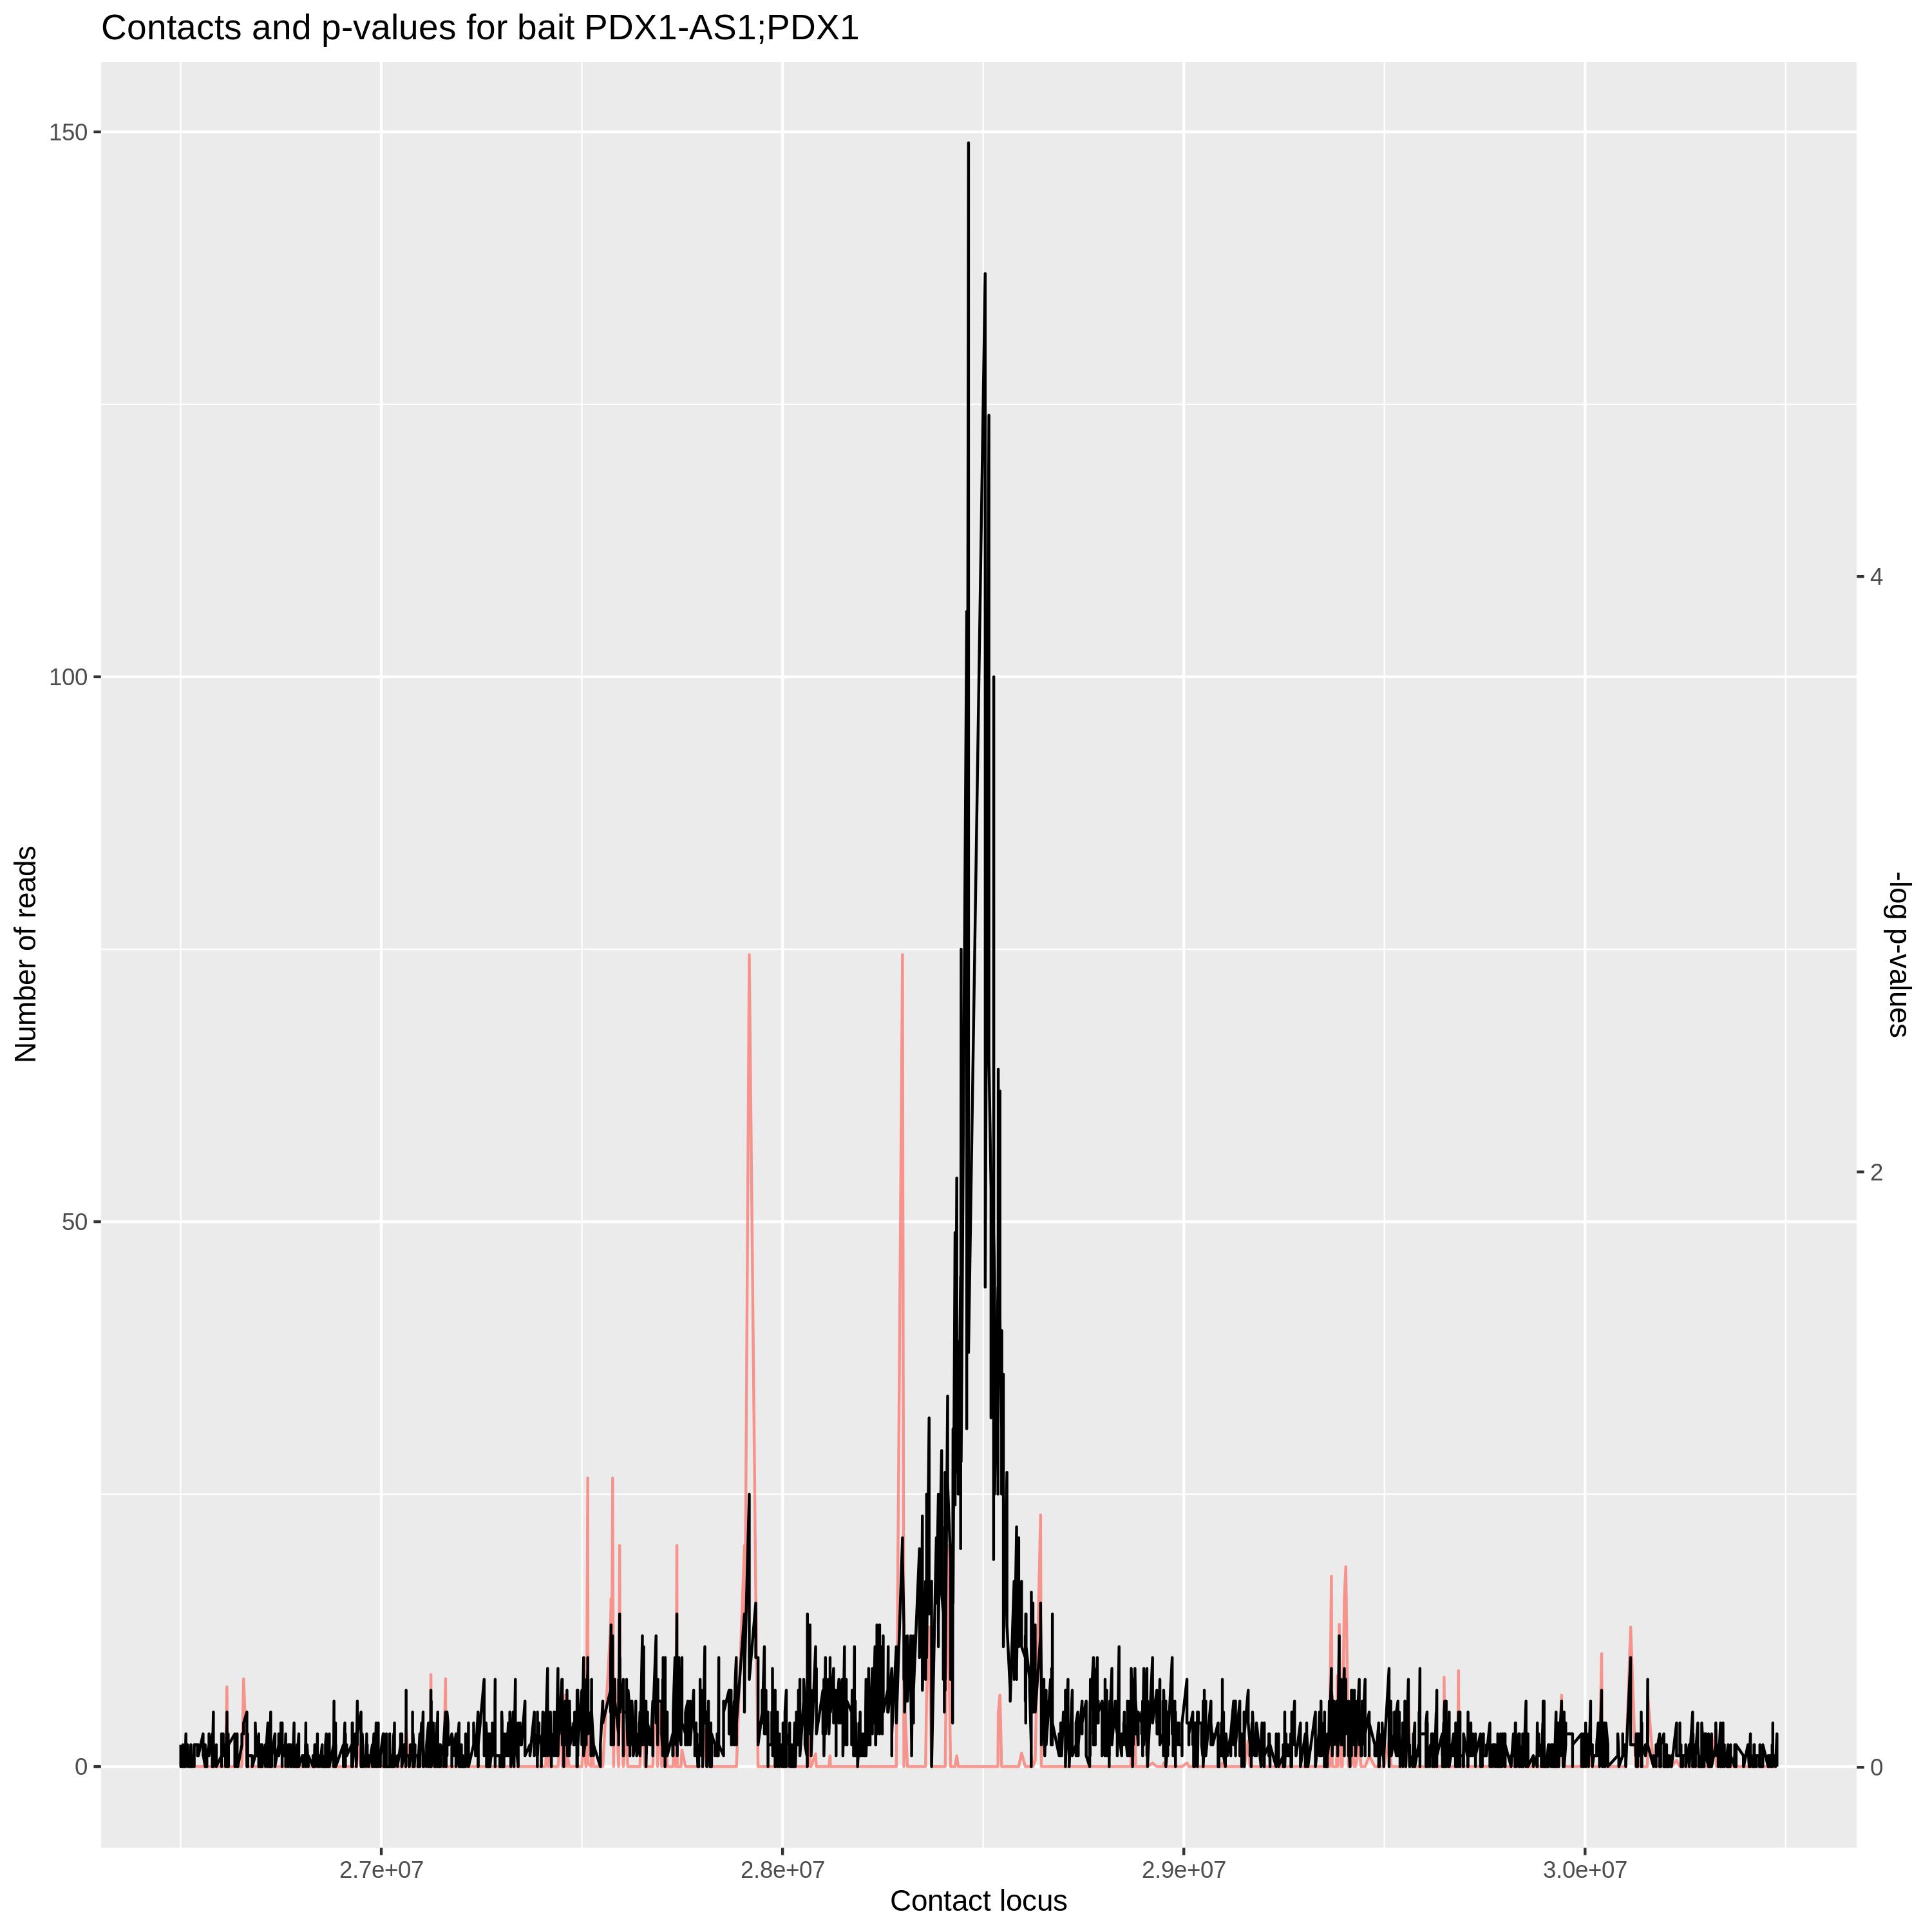 Contacts and p-values for bait PDX1-AS1;PDX1
150
100
50
0
Number of reads
4
2
0
-log p-values
2.7e+07
2.8e+07
2.9e+07
3.0e+07
Contact locus